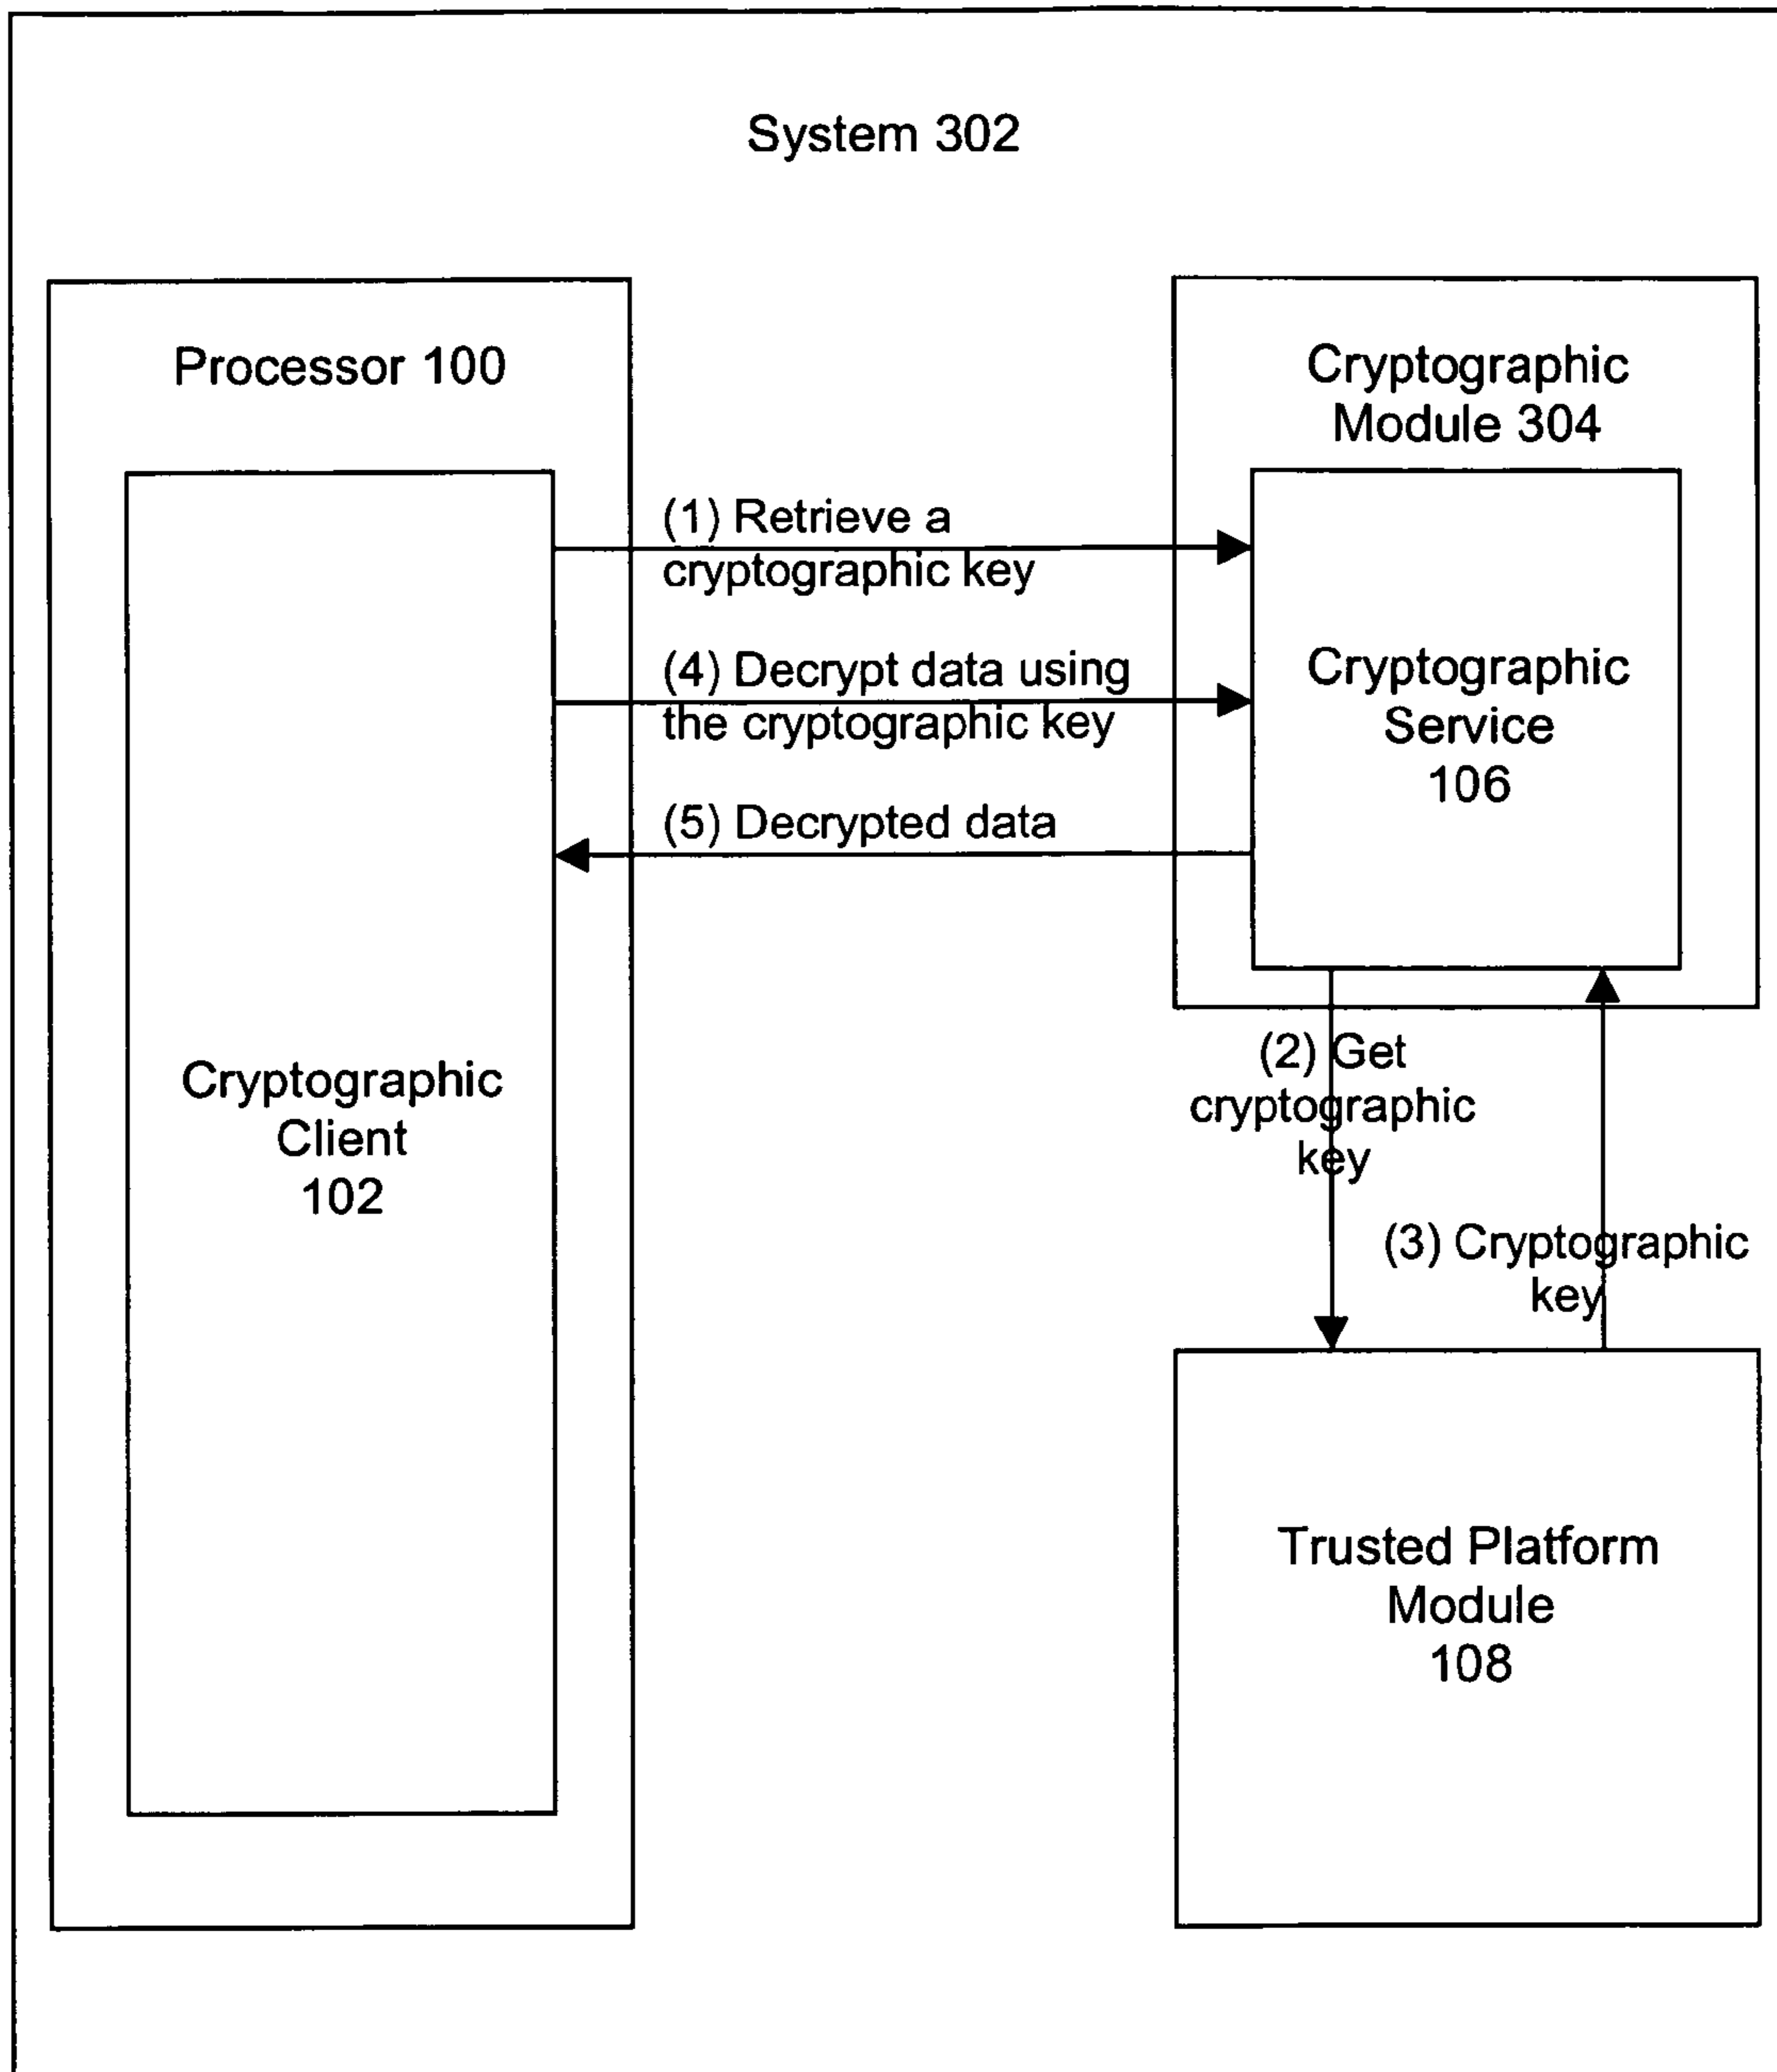 System 302
Processor 100
Cryptographic
Module 304
(1) Retrieve a
cryptographic key
(4) Decrypt data using
the cryptographic key
(5) Decrypted data
Cryptographic
Service
106
Cryptographic
Client
102
(2) Get
cryptographic
key
(3) Cryptographic
key
Trusted Platform
Module
108